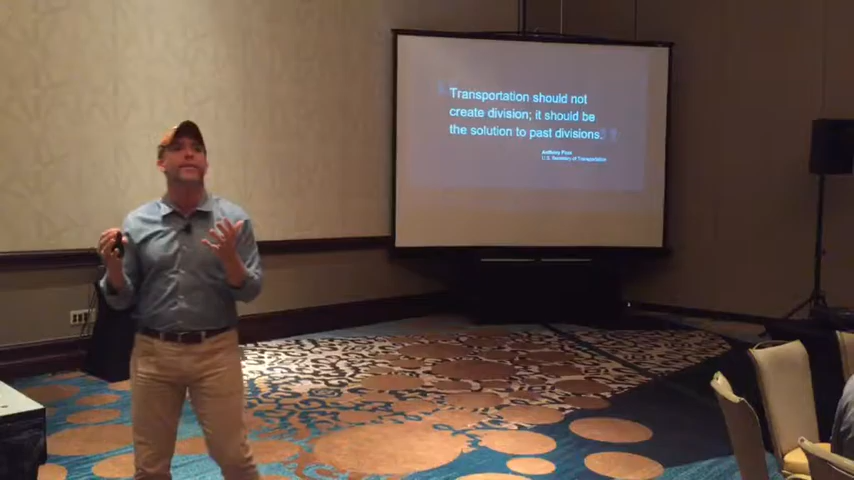 Transportation should not
create division; it should be
the solution to past divisions.
Anthony Foxx
U.S. Secretary of Transportation